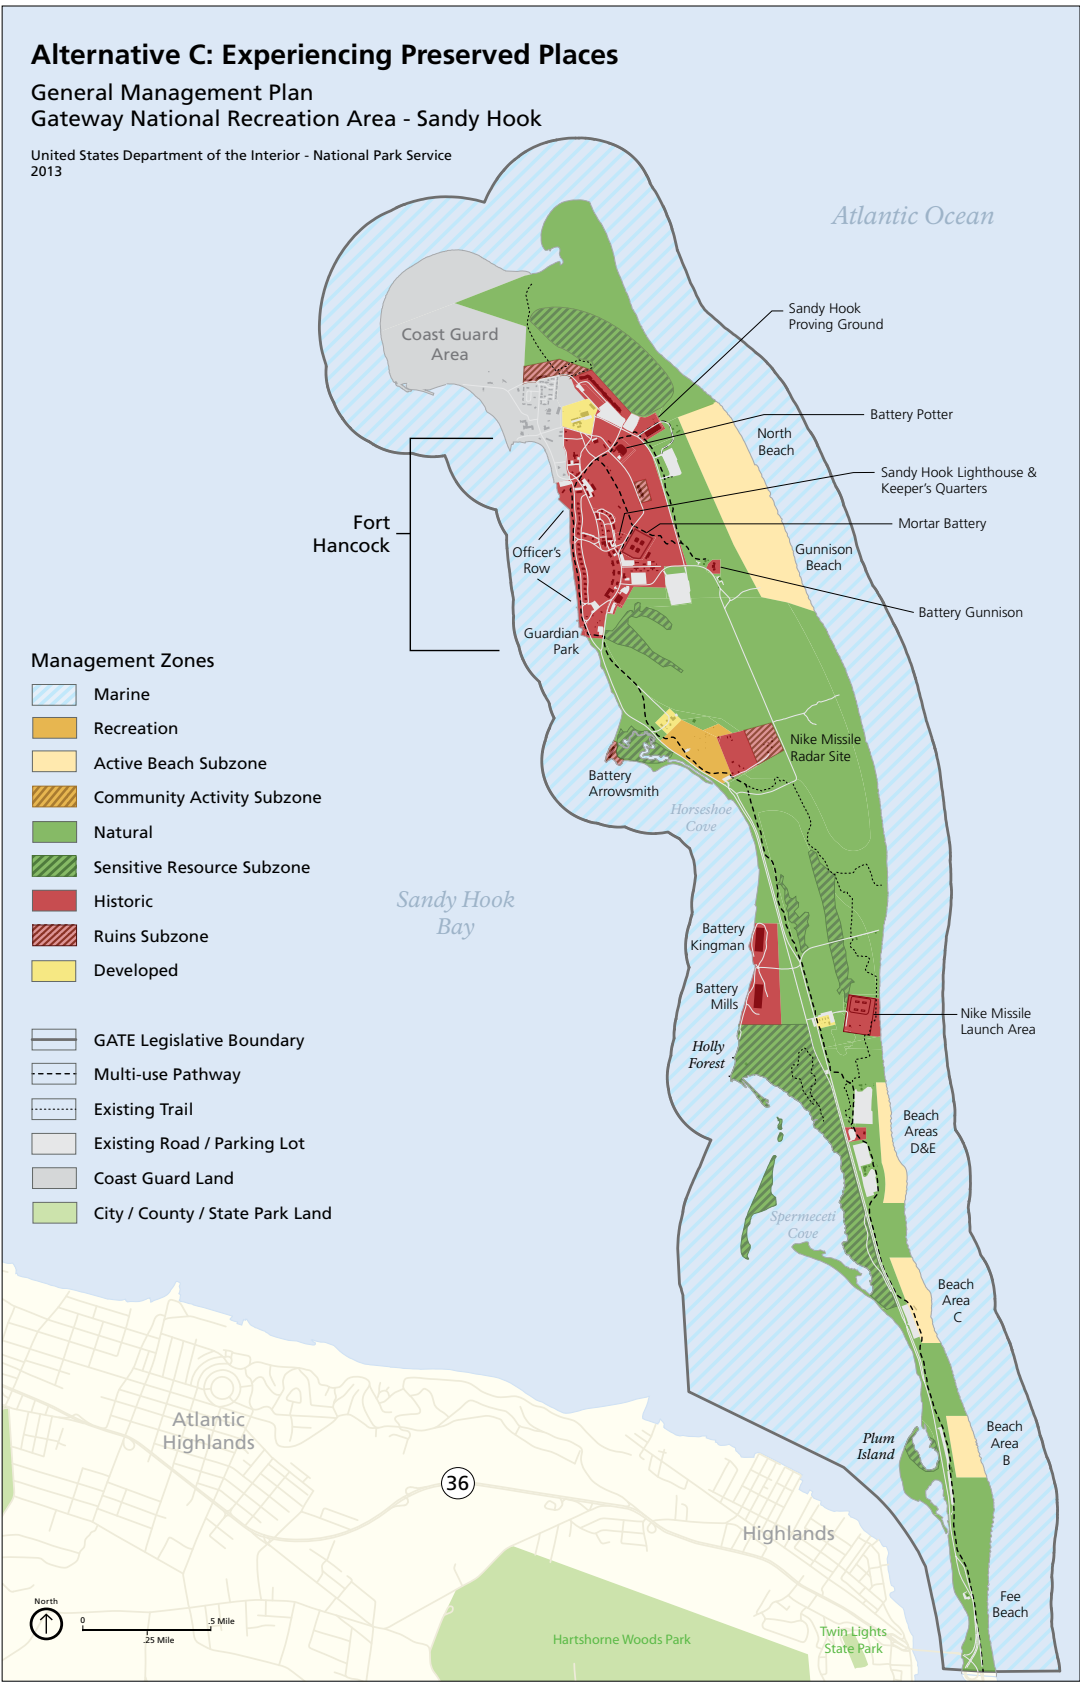 Alternative C: Experiencing Preserved Places
General Management Plan
Gateway National Recreation Area - Sandy Hook
United States Department of the Interior - National Park Service
2013
Atlantic Ocean
Sandy Hook
Proving Ground
Coast Guard
Area
Battery Potter
North
Beach
Sandy Hook Lighthouse &
Keeper's Quarters
Fort
Hancock
Mortar Battery
Officer's
Row
Gunnison
Beach
Battery Gunnison
Guardian
Park
Management Zones
Marine
Recreation
Active Beach Subzone
Community Activity Subzone
Natural
Sensitive Resource Subzone
Historic
Ruins Subzone
Developed
GATE Legislative Boundary
Multi-use Pathway
Existing Trail
Existing Road / Parking Lot
Coast Guard Land
City / County / State Park Land
Nike Missile
Radar Site
Battery
Arrowsmith
Horseshoe
Cove
Sandy Hook
Bay
Battery
Kingman
Battery
Mills
Nike Missile
Launch Area
Holly
Forest
Beach
Areas
D&E
Spermeceti
Cove
Beach
Area
C
Atlantic
Highlands
Beach
Area
B
Plum
Island
36
Highlands
Fee
Beach
North
0
.5 Mile
.25 Mile
Hartshorne Woods Park
Twin Lights
State Park